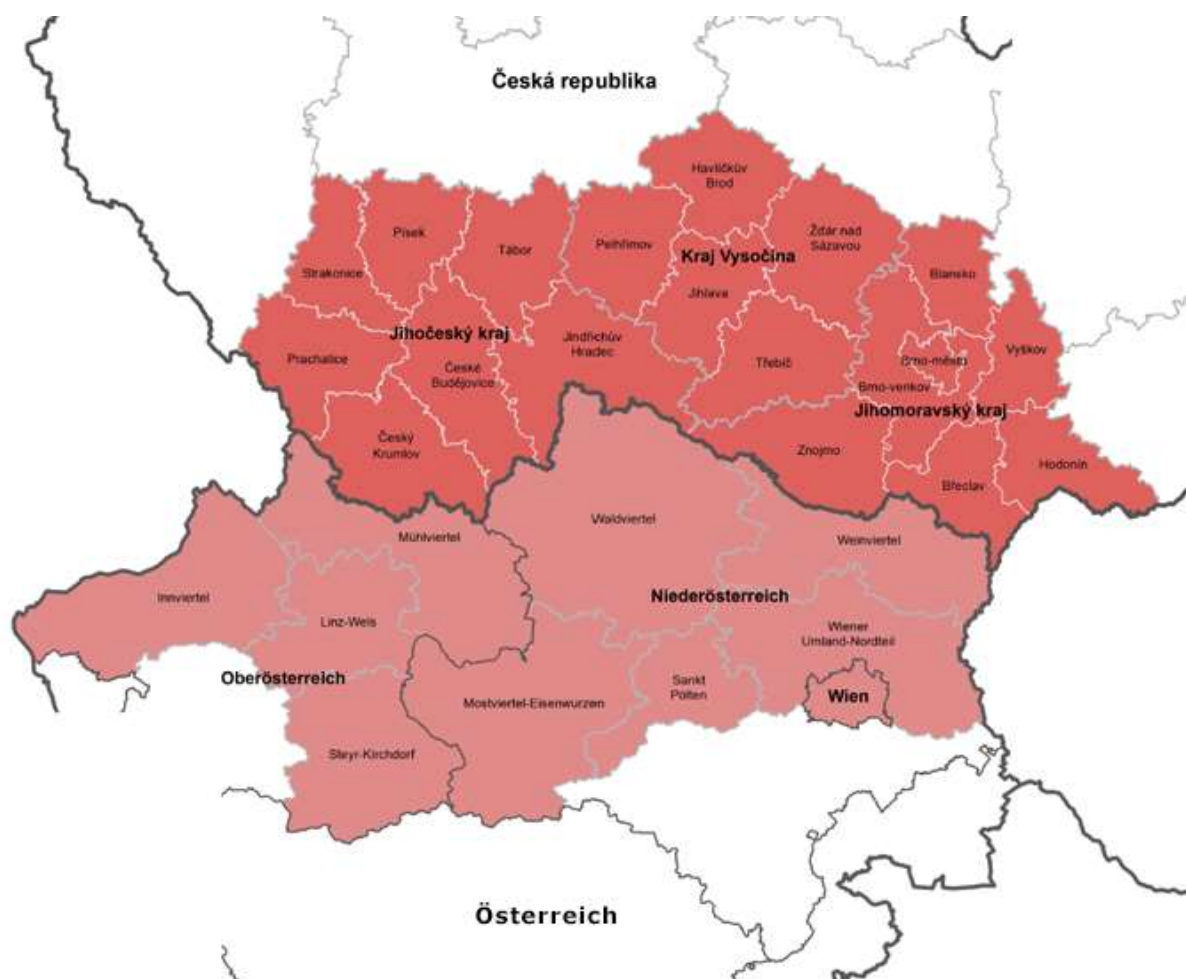 Česká republika
Havlíčkův
Brod
Písek
Tábor
Pelhřimov
Žďár nad
Sázavou
Strakonice
Kraj Vysočina
Blansko
Jihlava
Jihočeský kraj
Jindřichův
Hradec
Prachatice
České
Budějovice
Třebíč
Brno-město
Vyškov
Brno-venkov
Jihomoravský kraj
Český
Krumlov
Znojmo
Hodonín
Břeclav
Waldviertel
Mühlviertel
Weinviertel
Innviertel
Niederösterreich
Linz-Wels
Wiener
Umland-Nordteil
Oberösterreich
Sankt
Pölten
Wien
Mostviertel-Eisenwurzen
Steyr-Kirchdorf
Österreich